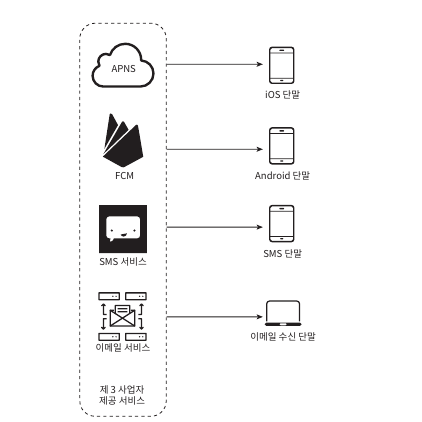 APNS
iOS 단말
FCM
Android 단말
SMS 서비스
SMS 단말
이메일 서비스
이메일 수신 단말
제 3 사업자
제공 서비스